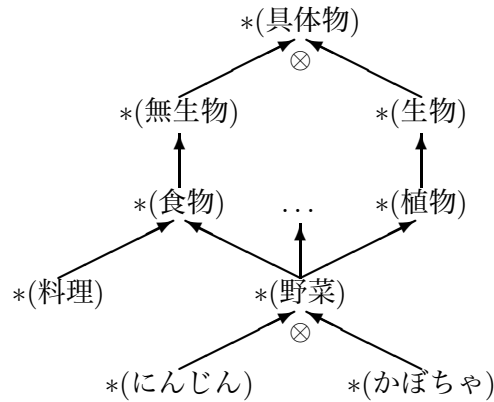 *(具体物)
⊗
*(無生物) *(生物)
*(食物) ... *(植物)
*(料理) *(野菜)
⊗
*(にんじん) *(かぼちゃ)